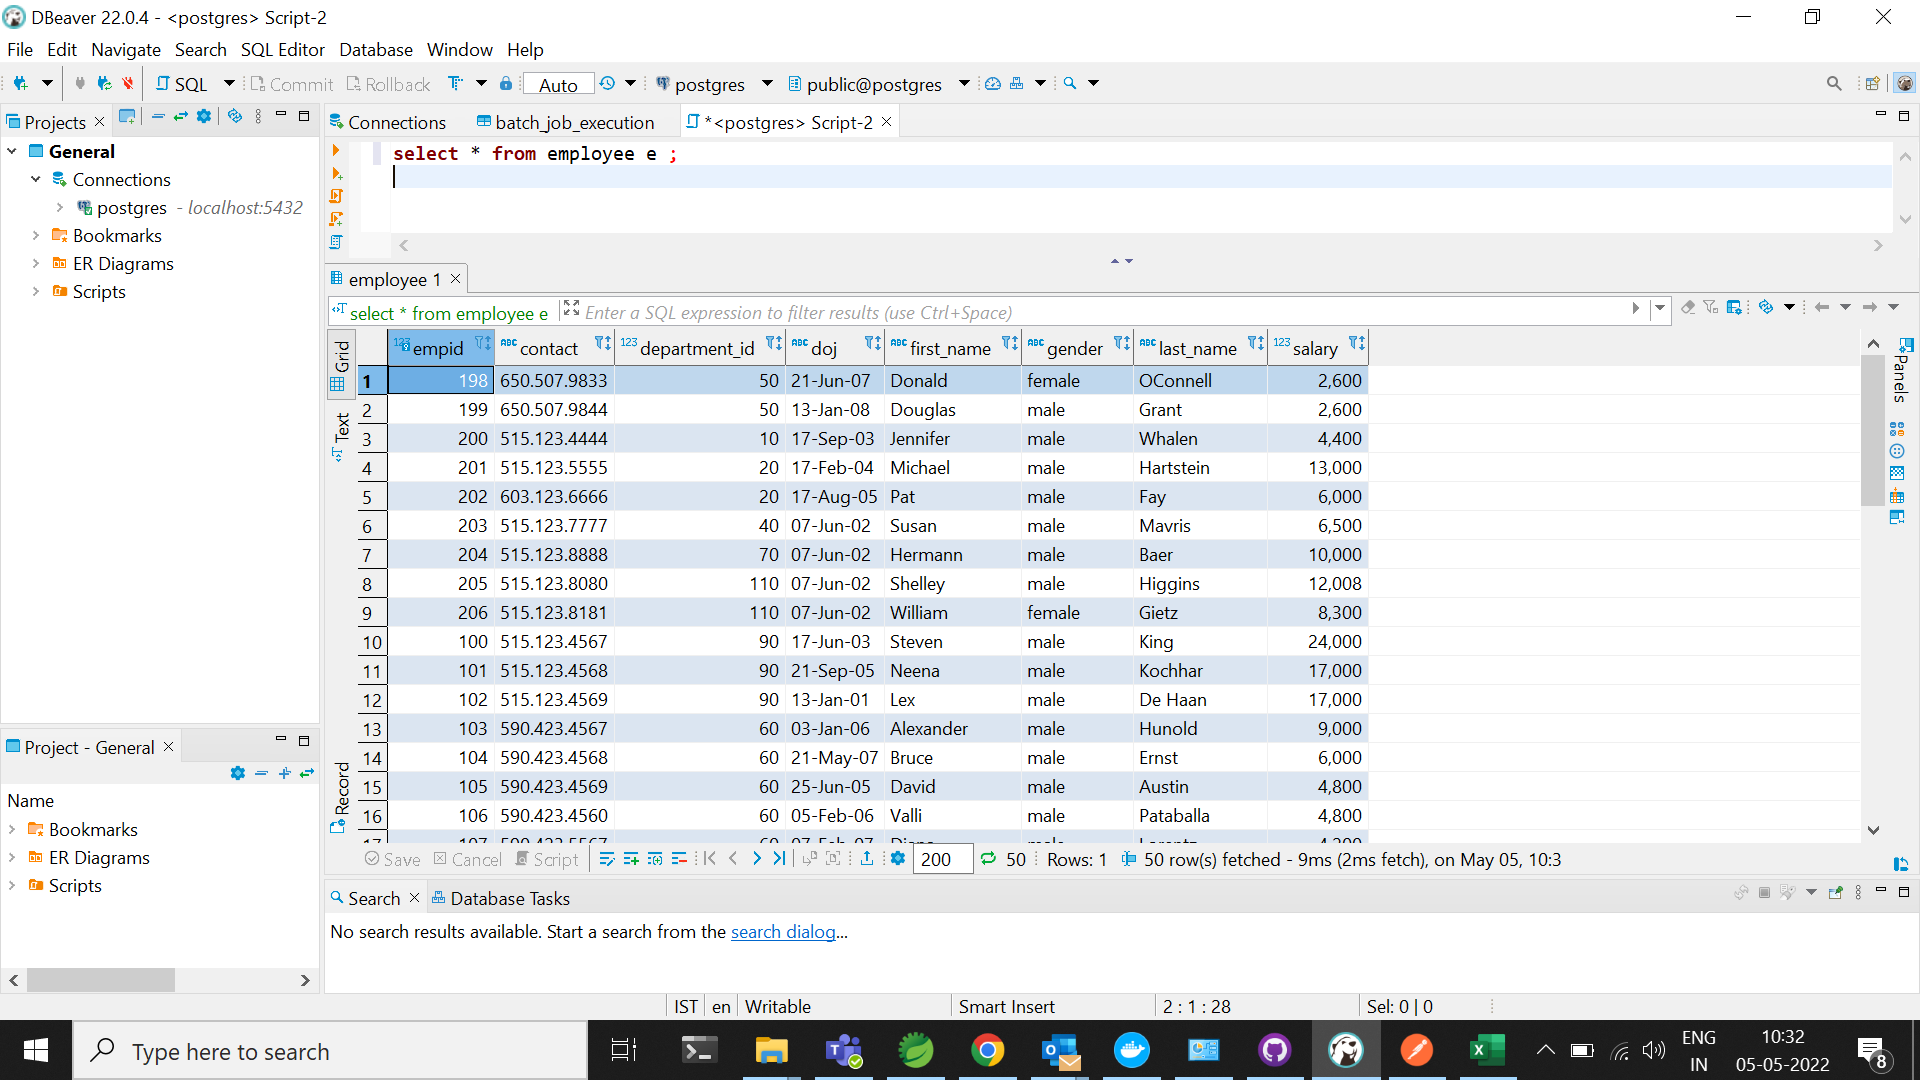 DBeaver 22.0.4 - <postgres> Script-2
File Edit Navigate Search SQL Editor Database Window Help
SQL Commit Rollback Auto postgres public@postgres
Projects
Connections batch_job_execution *<postgres> Script-2
General
Connections
postgres - localhost:5432
Bookmarks
ER Diagrams
Scripts
select * from employee e ;
employee 1
select * from employee e Enter a SQL expression to filter results (use Ctrl+Space)
Grid
Text
Record
Panels
123 empid ABC contact 123 department_id ABC doj ABC first_name ABC gender ABC last_name 123 salary
1 198 650.507.9833 50 21-Jun-07 Donald female OConnell 2,600
2 199 650.507.9844 50 13-Jan-08 Douglas male Grant 2,600
3 200 515.123.4444 10 17-Sep-03 Jennifer male Whalen 4,400
4 201 515.123.5555 20 17-Feb-04 Michael male Hartstein 13,000
5 202 603.123.6666 20 17-Aug-05 Pat male Fay 6,000
6 203 515.123.7777 40 07-Jun-02 Susan male Mavris 6,500
7 204 515.123.8888 70 07-Jun-02 Hermann male Baer 10,000
8 205 515.123.8080 110 07-Jun-02 Shelley male Higgins 12,008
9 206 515.123.8181 110 07-Jun-02 William female Gietz 8,300
10 100 515.123.4567 90 17-Jun-03 Steven male King 24,000
11 101 515.123.4568 90 21-Sep-05 Neena male Kochhar 17,000
12 102 515.123.4569 90 13-Jan-01 Lex male De Haan 17,000
13 103 590.423.4567 60 03-Jan-06 Alexander male Hunold 9,000
14 104 590.423.4568 60 21-May-07 Bruce male Ernst 6,000
15 105 590.423.4569 60 25-Jun-05 David male Austin 4,800
16 106 590.423.4560 60 05-Feb-06 Valli male Pataballa 4,800
Save Cancel Script 200 50 Rows: 1 50 row(s) fetched - 9ms (2ms fetch), on May 05, 10:3
Project - General
Name
Bookmarks
ER Diagrams
Scripts
Search Database Tasks
No search results available. Start a search from the search dialog...
IST en Writable Smart Insert 2 : 1 : 28 Sel: 0 | 0
Type here to search
ENG
IN
10:32
05-05-2022
8